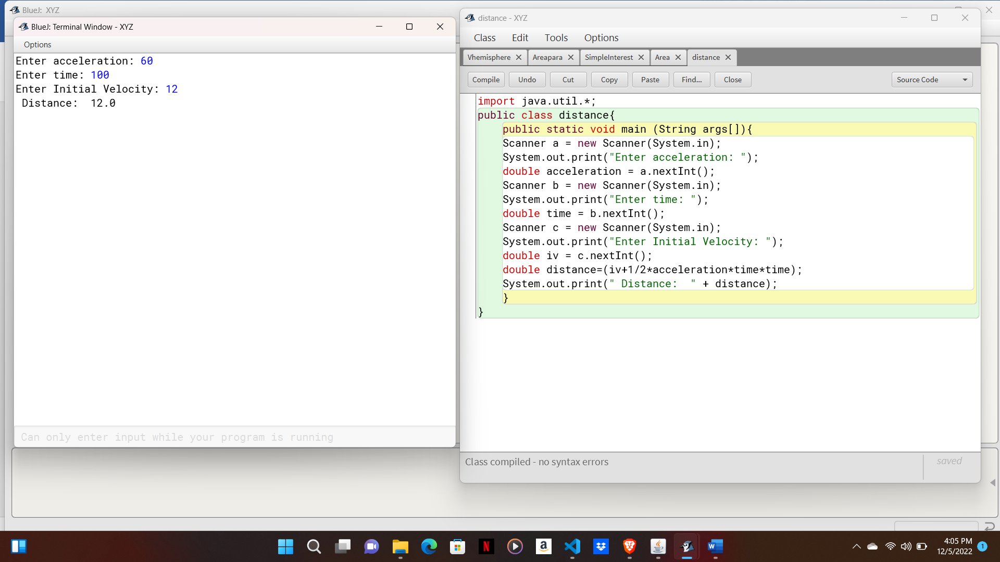 BlueJ: XYZ
BlueJ: Terminal Window - XYZ
Options
Enter acceleration: 60
Enter time: 100
Enter Initial Velocity: 12
Distance:  12.0
Can only enter input while your program is running
distance - XYZ
Class Edit Tools Options
Vhemisphere Areapara SimpleInterest Area distance
Compile Undo Cut Copy Paste Find... Close Source Code
import java.util.*;
public class distance{
public static void main (String args[]){
Scanner a = new Scanner(System.in);
System.out.print("Enter acceleration: ");
double acceleration = a.nextInt();
Scanner b = new Scanner(System.in);
System.out.print("Enter time: ");
double time = b.nextInt();
Scanner c = new Scanner(System.in);
System.out.print("Enter Initial Velocity: ");
double iv = c.nextInt();
double distance=(iv+1/2*acceleration*time*time);
System.out.print(" Distance:  " + distance);
}
}
Class compiled - no syntax errors
saved
4:05 PM
12/5/2022
1